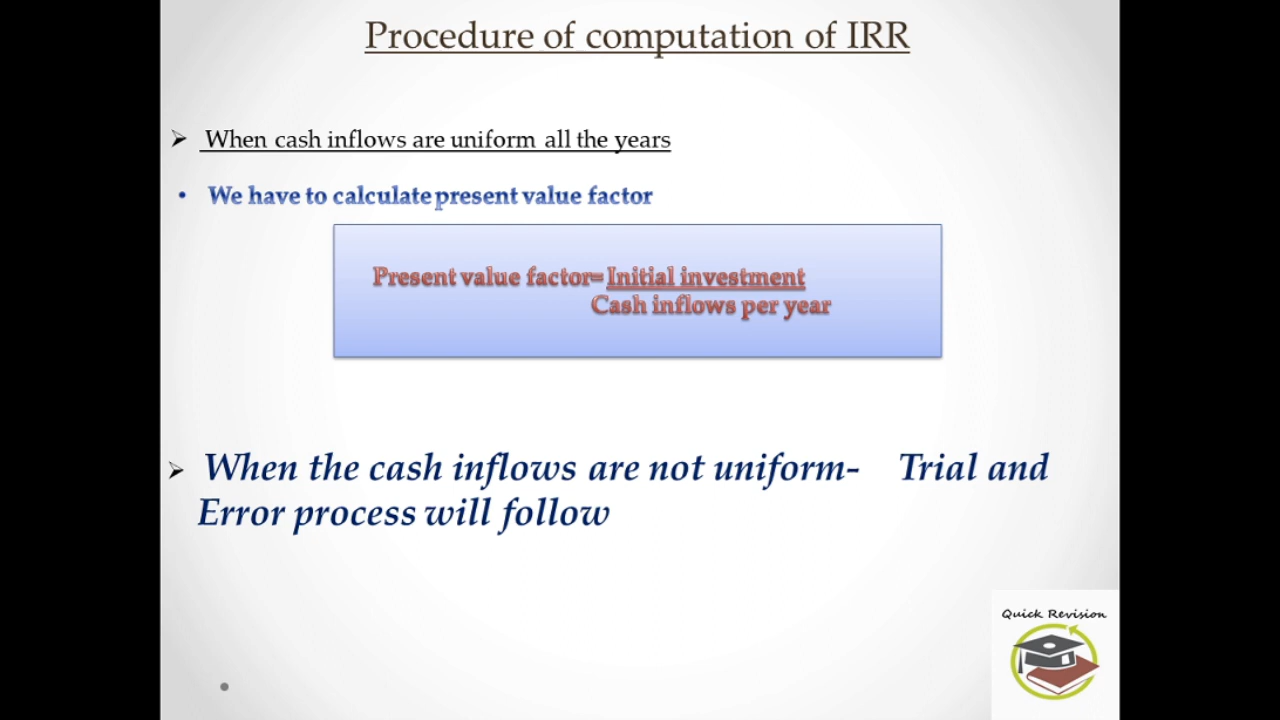 Procedure of computation of IRR
➢ When cash inflows are uniform all the years
• We have to calculate present value factor
Present value factor= Initial investment
Cash inflows per year
➢ When the cash inflows are not uniform- Trial and
Error process will follow
Quick Revision